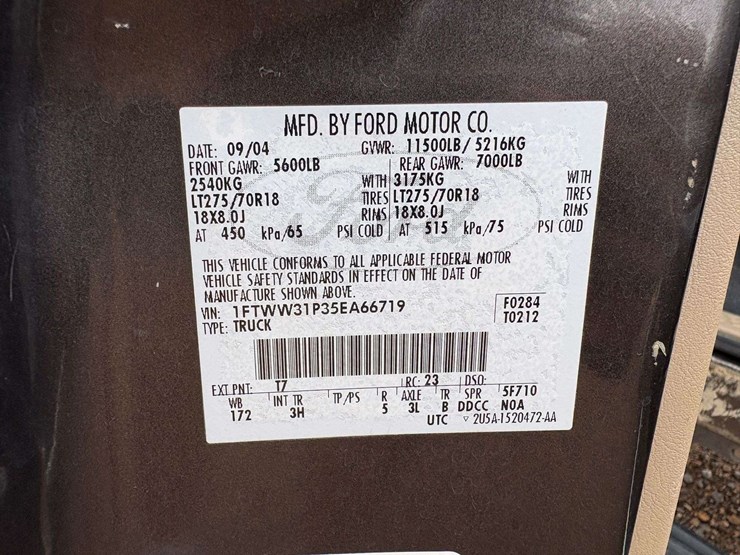 MFD. BY FORD MOTOR CO.
DATE: 09/04 GVWR: 11500LB/ 5216KG
FRONT GAWR: 5600LB REAR GAWR: 7000LB
2540KG WITH 3175KG WITH
LT275/70R18 TIRES LT275/70R18 TIRES
18X8.0J RIMS 18X8.0J RIMS
AT 450 kPa/65 PSI COLD AT 515 kPa/75 PSI COLD
THIS VEHICLE CONFORMS TO ALL APPLICABLE FEDERAL MOTOR
VEHICLE SAFETY STANDARDS IN EFFECT ON THE DATE OF
MANUFACTURE SHOWN ABOVE.
VIN: 1FTWW31P35EA66719 F0284
TYPE: TRUCK T0212
EXT PNT: T7 RC: 23 DSO:
WB INT TR TP/PS R AXLE TR SPR 5F710
172 3H 5 3L B DDCC NOA
UTC ▽ 2U5A-1520472-AA
Ford